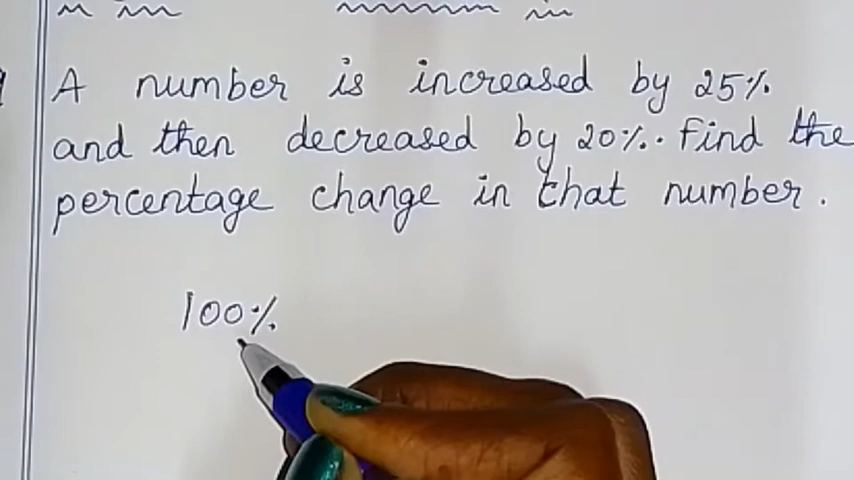 A number is increased by 25%
and then decreased by 20%. Find the
percentage change in that number.
100%